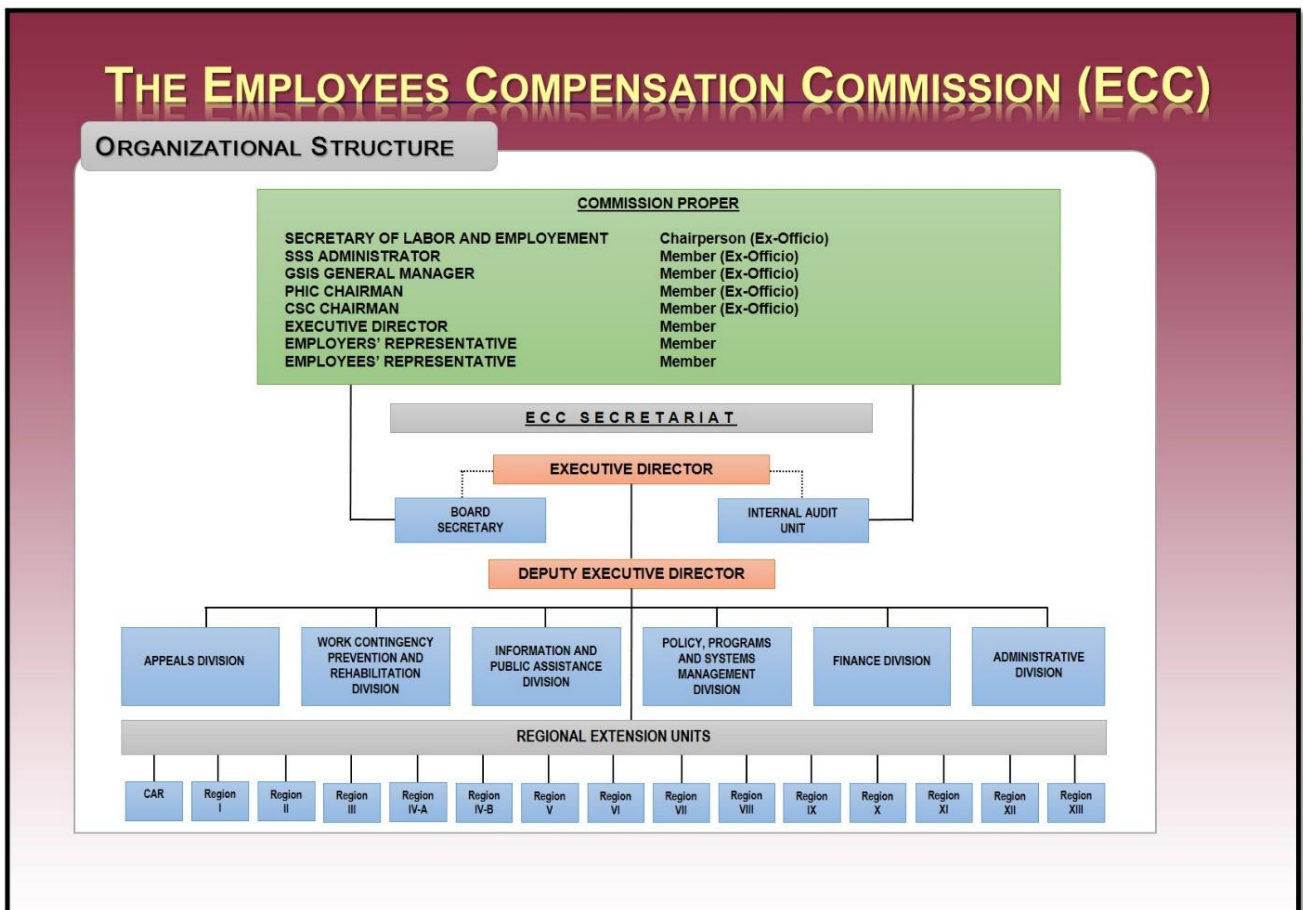 THE EMPLOYEES COMPENSATION COMMISSION (ECC)
ORGANIZATIONAL STRUCTURE
COMMISSION PROPER
SECRETARY OF LABOR AND EMPLOYEMENT Chairperson (Ex-Officio)
SSS ADMINISTRATOR Member (Ex-Officio)
GSIS GENERAL MANAGER Member (Ex-Officio)
PHIC CHAIRMAN Member (Ex-Officio)
CSC CHAIRMAN Member (Ex-Officio)
EXECUTIVE DIRECTOR Member
EMPLOYERS' REPRESENTATIVE Member
EMPLOYEES' REPRESENTATIVE Member
ECC SECRETARIAT
EXECUTIVE DIRECTOR
BOARD
SECRETARY
INTERNAL AUDIT
UNIT
DEPUTY EXECUTIVE DIRECTOR
APPEALS DIVISION
WORK CONTINGENCY
PREVENTION AND
REHABILITATION
DIVISION
INFORMATION AND
PUBLIC ASSISTANCE
DIVISION
POLICY, PROGRAMS
AND SYSTEMS
MANAGEMENT
DIVISION
FINANCE DIVISION
ADMINISTRATIVE
DIVISION
REGIONAL EXTENSION UNITS
CAR
Region
I
Region
II
Region
III
Region
IV-A
Region
IV-B
Region
V
Region
VI
Region
VII
Region
VIII
Region
IX
Region
X
Region
XI
Region
XII
Region
XIII